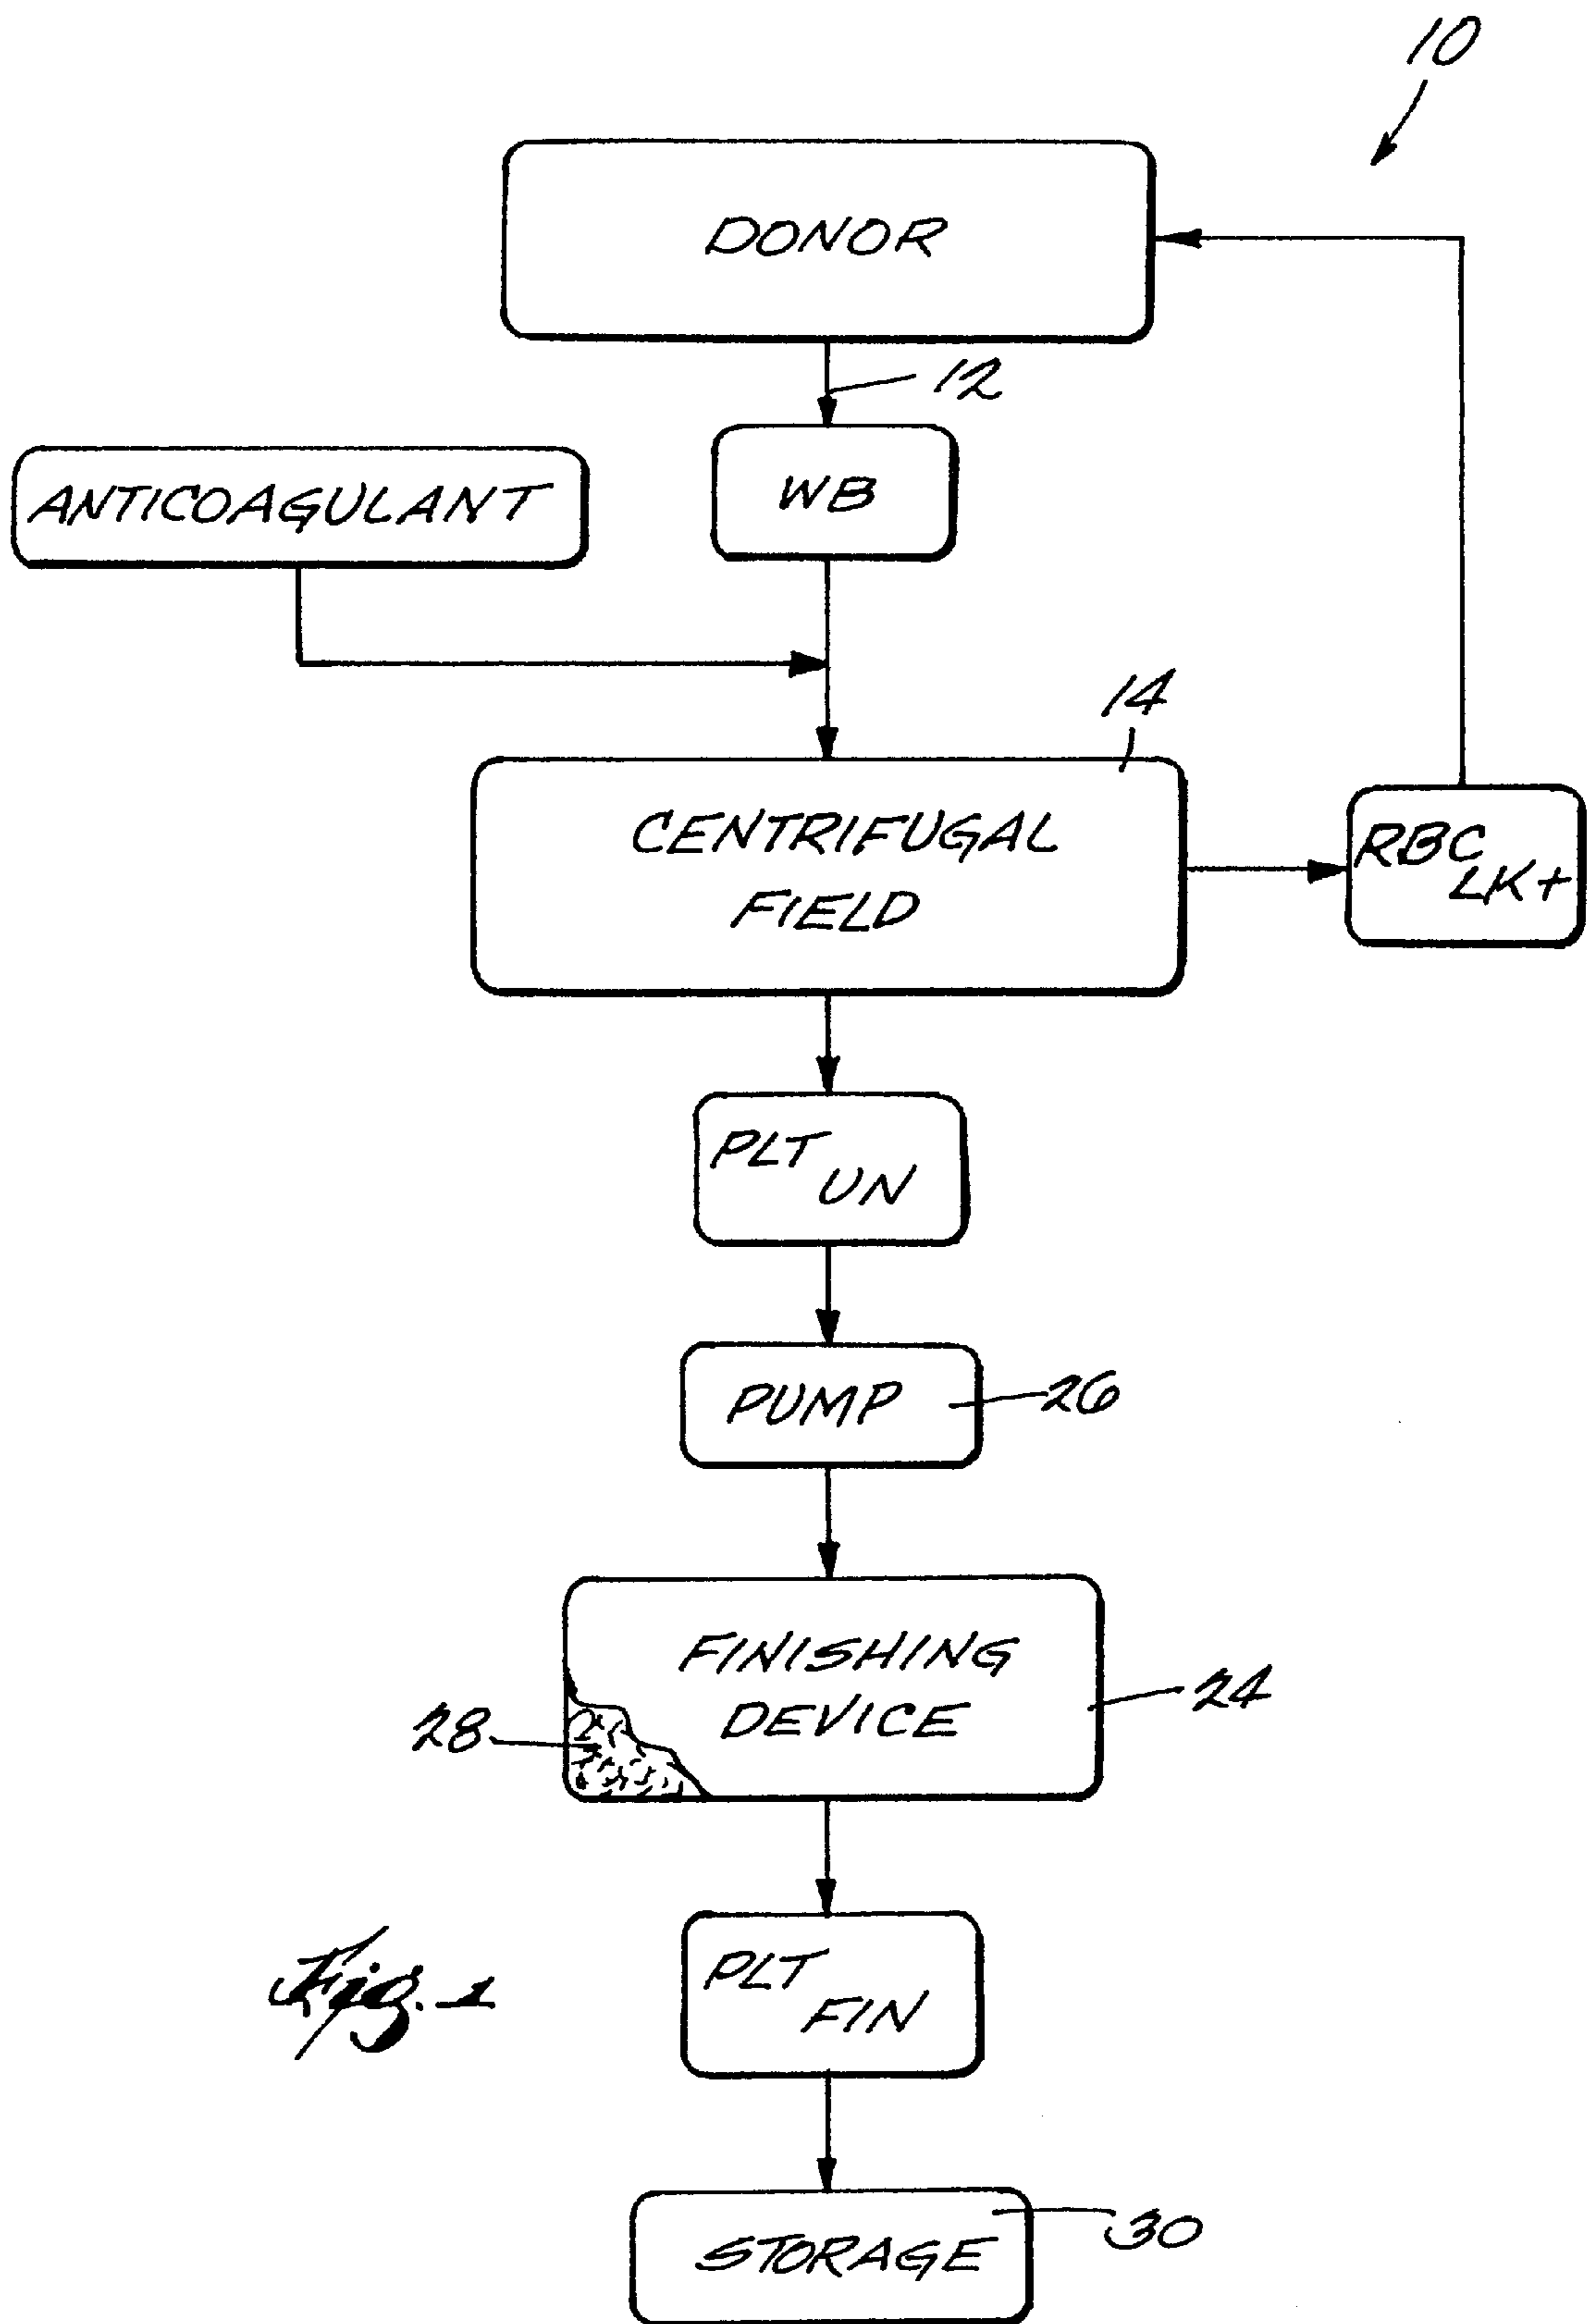 10
DONOR
12
ANTICOAGULANT
WB
14
CENTRIFUGAL
FIELD
RBC
LK+
PLT
UN
PUMP
26
FINISHING
DEVICE
24
28
PLT
FIN
Fig. 1
STORAGE
30